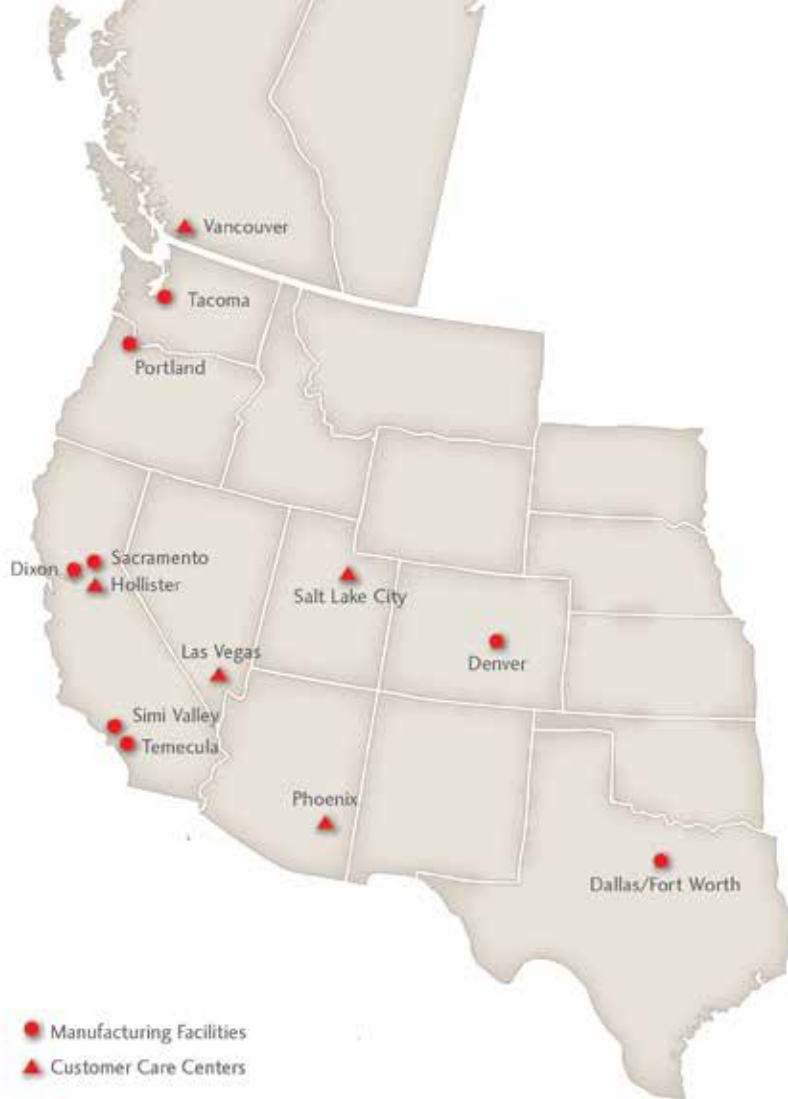 Vancouver
Tacoma
Portland
Sacramento
Dixon
Hollister
Salt Lake City
Las Vegas
Denver
Simi Valley
Temecula
Phoenix
Dallas/Fort Worth
Manufacturing Facilities
Customer Care Centers